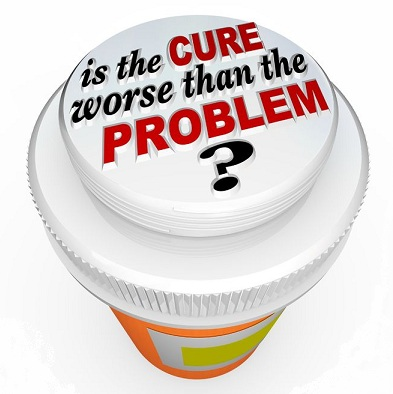 is the CURE
worse than the
PROBLEM
?